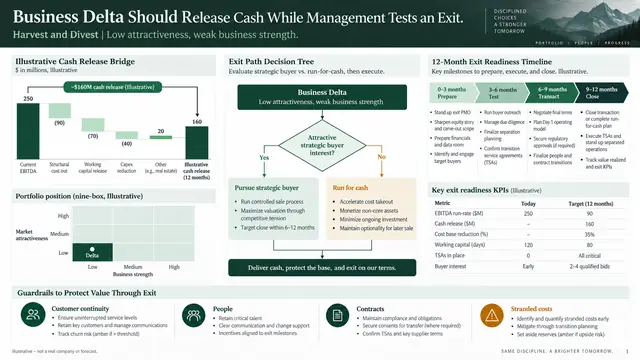 Business Delta Should Release Cash While Management Tests an Exit.
Harvest and Divest | Low attractiveness, weak business strength.
DISCIPLINED
CHOICES
A STRONGER
TOMORROW
PORTFOLIO | PEOPLE | PROGRESS
Illustrative Cash Release Bridge
$ in millions, Illustrative
~$160M cash release (Illustrative)
250
(90)
(70)
(40)
20
160
Current
EBITDA
Structural
cost out
Working
capital release
Capex
reduction
Other
(e.g., real estate)
Illustrative
cash release
(12 months)
Portfolio position (nine-box, Illustrative)
Market
attractiveness
High
Medium
Low
Delta
Low
Medium
High
Business strength
Exit Path Decision Tree
Evaluate strategic buyer vs. run-for-cash, then execute.
Business Delta
Low attractiveness, weak business strength
Attractive
strategic buyer
interest?
Yes
No
Pursue strategic buyer
• Run controlled sale process
• Maximize valuation through
competitive tension
• Target close within 6–12 months
Run for cash
• Accelerate cost takeout
• Monetize non-core assets
• Minimize ongoing investment
• Maintain optionality for later sale
Deliver cash, protect the base, and exit on our terms.
12-Month Exit Readiness Timeline
Key milestones to prepare, execute, and close. Illustrative.
0–3 months
Prepare
3–6 months
Test
6–9 months
Transact
9–12 months
Close
• Stand up exit PMO
• Sharpen equity story
and carve-out scope
• Prepare financials
and data room
• Identify and engage
target buyers
• Run buyer outreach
• Manage due diligence
• Finalize separation
planning
• Confirm transition
service agreements
(TSAs)
• Negotiate final terms
• Plan Day 1 operating
model
• Secure regulatory
approvals (if required)
• Finalize people and
contract transitions
• Close transaction
or complete run-
for-cash plan
• Execute TSAs and
stand up separated
operations
• Track value realized
and exit KPIs
Key exit readiness KPIs (Illustrative)
Metric Today Target (12 months)
EBITDA run-rate ($M) 250 90
Cash release ($M) – 160
Cost base reduction (%) – 35%
Working capital (days) 120 80
TSAs in place 0 All critical
Buyer interest Early 2–4 qualified bids
Guardrails to Protect Value Through Exit
Customer continuity
• Ensure uninterrupted service levels
• Retain key customers and manage communications
• Track churn risk (amber if > threshold)
People
• Retain critical talent
• Clear communication and change support
• Incentives aligned to exit milestones
Contracts
• Maintain compliance and obligations
• Secure consents for transfer (where required)
• Confirm TSAs and key supplier terms
Stranded costs
• Identify and quantify stranded costs early
• Mitigate through transition planning
• Set aside reserves (amber if upside risk)
Illustrative – not a real company or forecast.
SAME DISCIPLINE. A BRIGHTER TOMORROW.
1